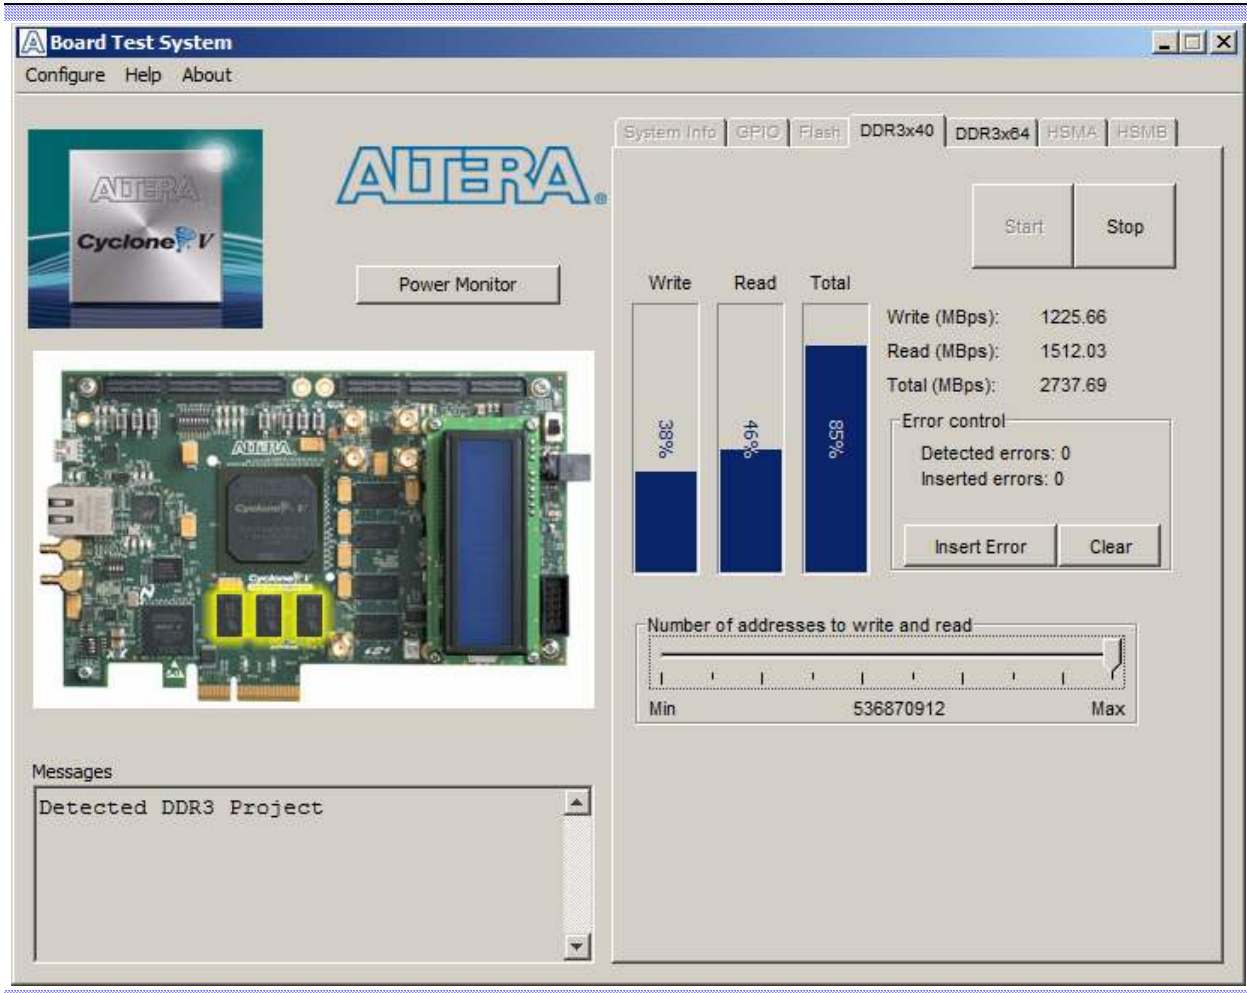 Board Test System
Configure Help About
ALTERA
Cyclone V
ALTERA®
Power Monitor
ALTERA
Cyclone V
Cyclone V
Messages
Detected DDR3 Project
System Info GPIO Flash DDR3x40 DDR3x64 HSMA HSMB
Start Stop
Write Read Total
38% 46% 85%
Write (MBps): 1225.66
Read (MBps): 1512.03
Total (MBps): 2737.69
Error control
Detected errors: 0
Inserted errors: 0
Insert Error Clear
Number of addresses to write and read
Min 536870912 Max